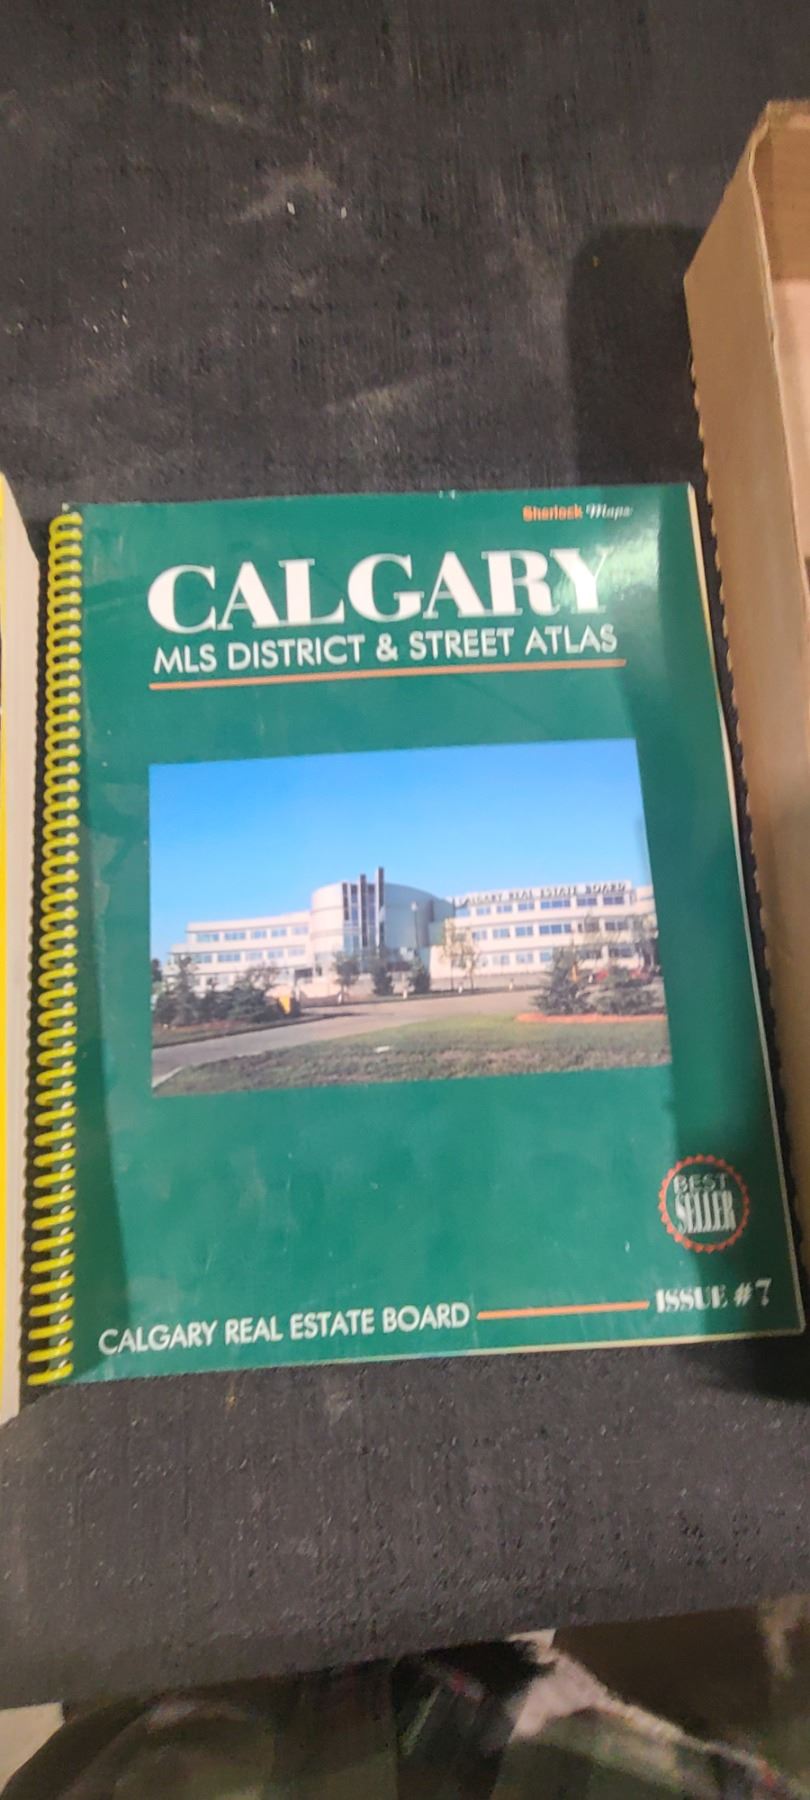 Sherlock Maps
CALGARY
MLS DISTRICT & STREET ATLAS
CALGARY REAL ESTATE BOARD
BEST
SELLER
CALGARY REAL ESTATE BOARD
ISSUE #7